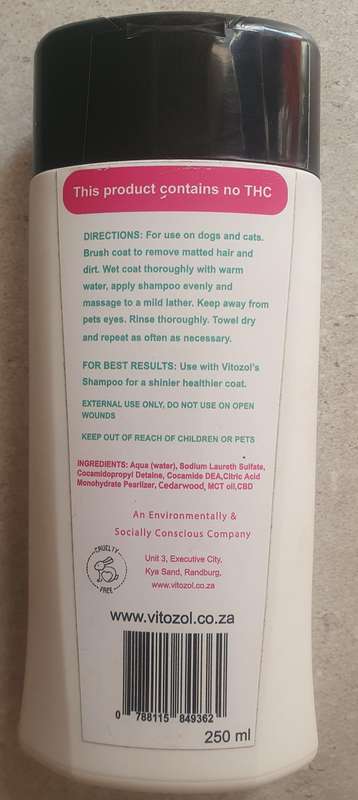 This product contains no THC
DIRECTIONS: For use on dogs and cats.
Brush coat to remove matted hair and
dirt. Wet coat thoroughly with warm
water, apply shampoo evenly and
massage to a mild lather. Keep away from
pets eyes. Rinse thoroughly. Towel dry
and repeat as often as necessary.
FOR BEST RESULTS: Use with Vitozol's
Shampoo for a shinier healthier coat.
EXTERNAL USE ONLY, DO NOT USE ON OPEN
WOUNDS
KEEP OUT OF REACH OF CHILDREN OR PETS
INGREDIENTS: Aqua (water), Sodium Laureth Sulfate,
Cocamidopropyl Detaine, Cocamide DEA,Citric Acid
Monohydrate Pearlizer, Cedarwood, MCT oil,CBD
An Environmentally &
Socially Conscious Company
CRUELTY
FREE
Unit 3, Executive City,
Kya Sand, Randburg,
www.vitozol.co.za
www.vitozol.co.za
0 788115 849362
250 ml